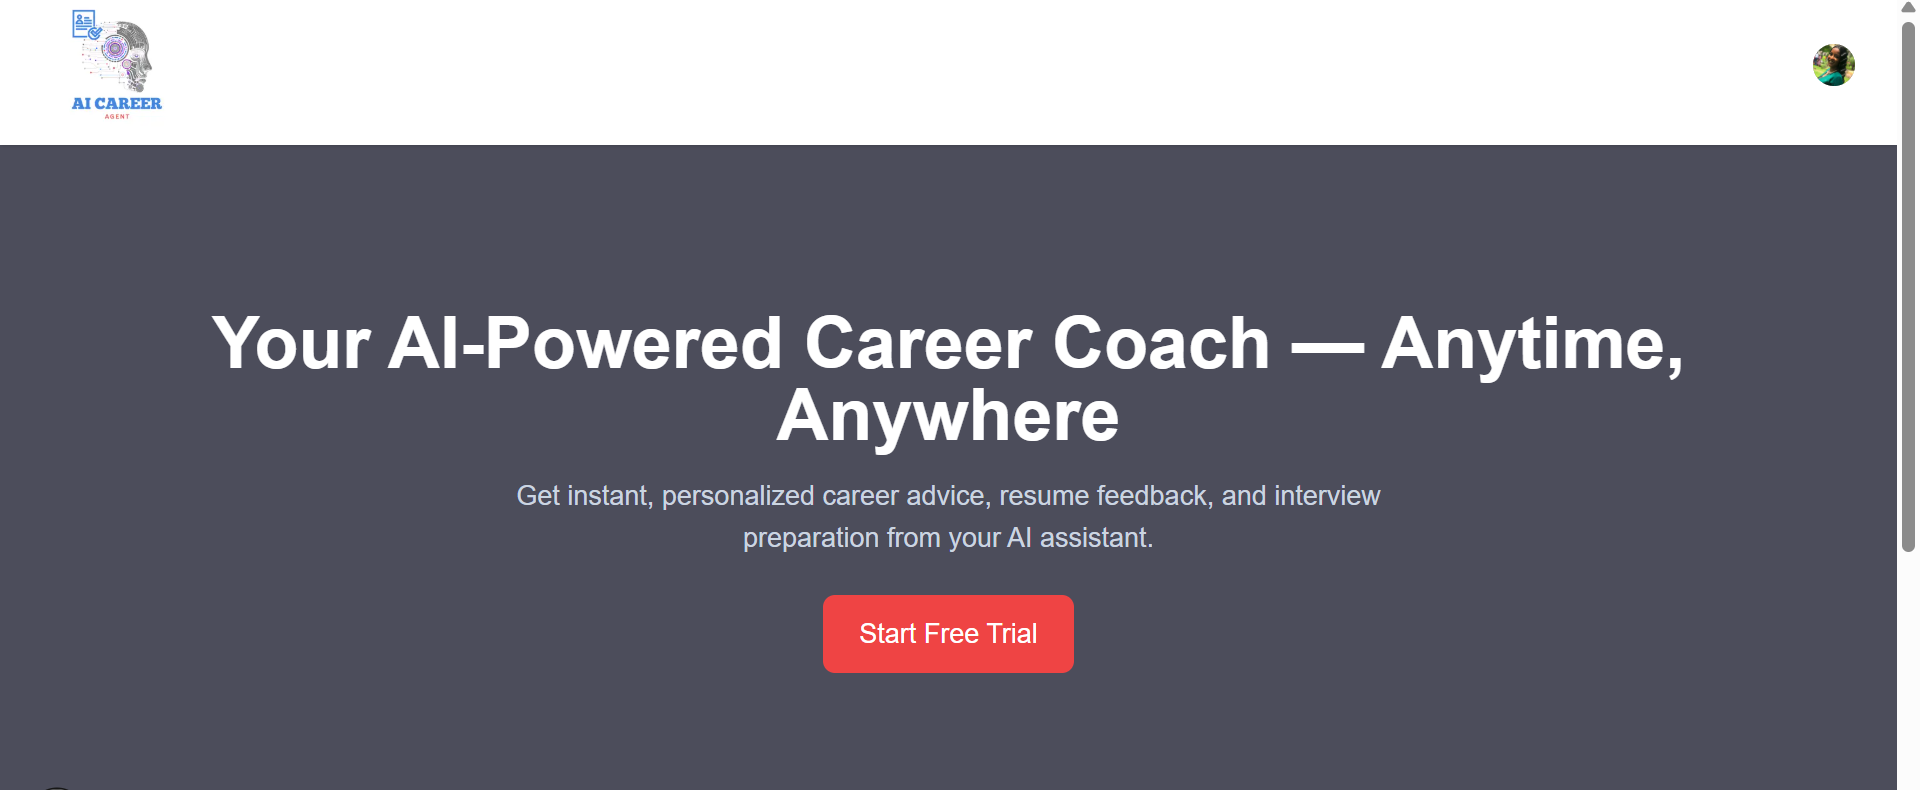 AI CAREER
AGENT
Your AI-Powered Career Coach — Anytime,
Anywhere
Get instant, personalized career advice, resume feedback, and interview
preparation from your AI assistant.
Start Free Trial